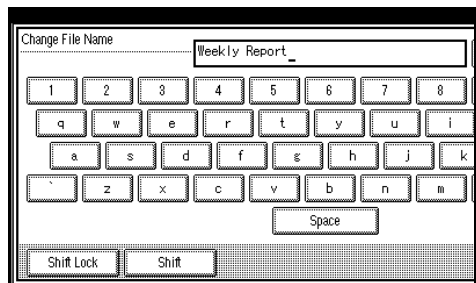 Change File Name
Weekly Report_
1 2 3 4 5 6 7 8
q w e r t y u i
a s d f g h j k
` z x c v b n m
Space
Shift Lock Shift